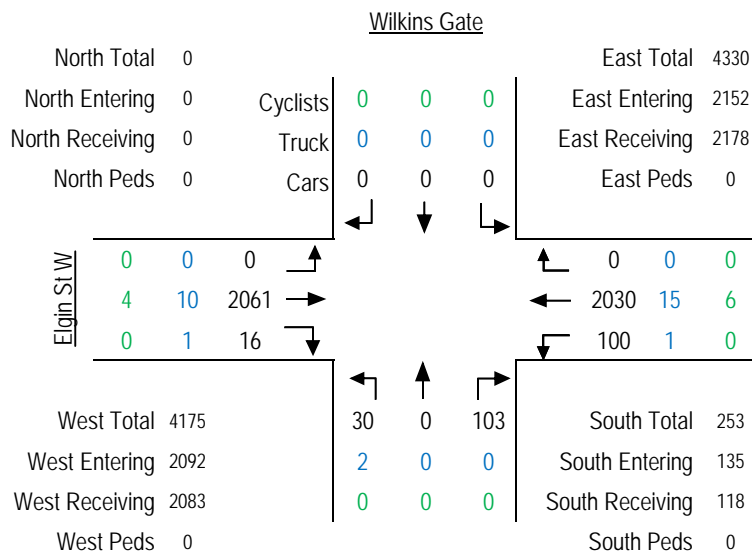 Wilkins Gate
North Total 0 East Total 4330
North Entering 0 Cyclists 0 0 0 East Entering 2152
North Receiving 0 Truck 0 0 0 East Receiving 2178
North Peds 0 Cars 0 0 0 East Peds 0
Elgin St W
0 0 0 0 0 0
4 10 2061 2030 15 6
0 1 16 100 1 0
West Total 4175 30 0 103 South Total 253
West Entering 2092 2 0 0 South Entering 135
West Receiving 2083 0 0 0 South Receiving 118
West Peds 0 South Peds 0